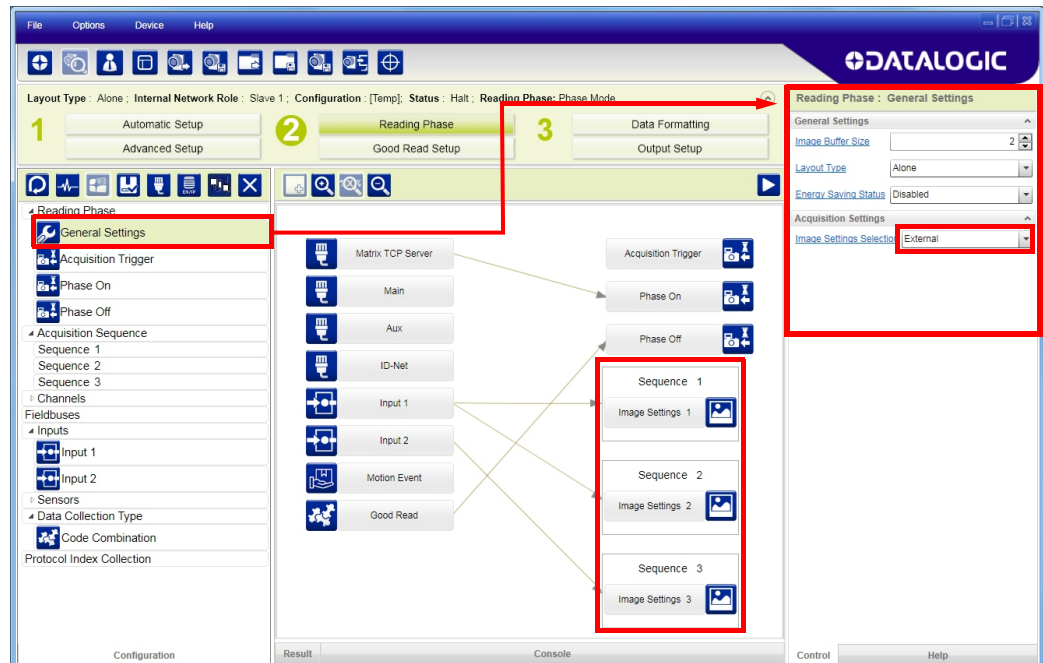 File Options Device Help
DATALOGIC
Layout Type : Alone ; Internal Network Role : Slave 1 ; Configuration : [Temp]; Status : Halt ; Reading Phase: Phase Mode
1 Automatic Setup 2 Reading Phase 3 Data Formatting
Advanced Setup Good Read Setup Output Setup
Reading Phase
General Settings
Acquisition Trigger
Phase On
Phase Off
Acquisition Sequence
Sequence 1
Sequence 2
Sequence 3
Channels
Fieldbuses
Inputs
Input 1
Input 2
Sensors
Data Collection Type
Code Combination
Protocol Index Collection
Configuration
Matrix TCP Server
Main
Aux
ID-Net
Input 1
Input 2
Motion Event
Good Read
Acquisition Trigger
Phase On
Phase Off
Sequence 1
Image Settings 1
Sequence 2
Image Settings 2
Sequence 3
Image Settings 3
Result Console
Reading Phase : General Settings
General Settings
Image Buffer Size 2
Layout Type Alone
Energy Saving Status Disabled
Acquisition Settings
Image Settings Selection External
Control Help